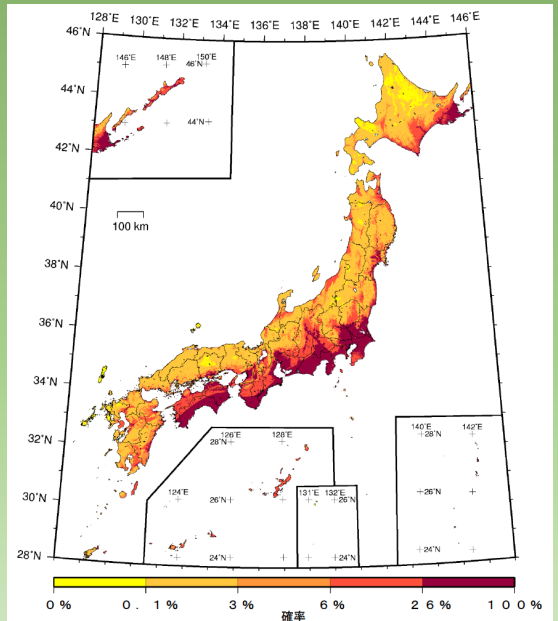 128˚E 130˚E 132˚E 134˚E 136˚E 138˚E 140˚E 142˚E 144˚E 146˚E
46˚N
146˚E 148˚E 150˚E
46˚N
44˚N
44˚N
42˚N
40˚N
100 km
38˚N
36˚N
34˚N
32˚N
126˚E 128˚E
28˚N
140˚E 142˚E
28˚N
30˚N
124˚E 26˚N
131˚E 132˚E
26˚N
26˚N
28˚N
24˚N
24˚N
24˚N
0% 0.1% 3% 6% 26% 100%
確率